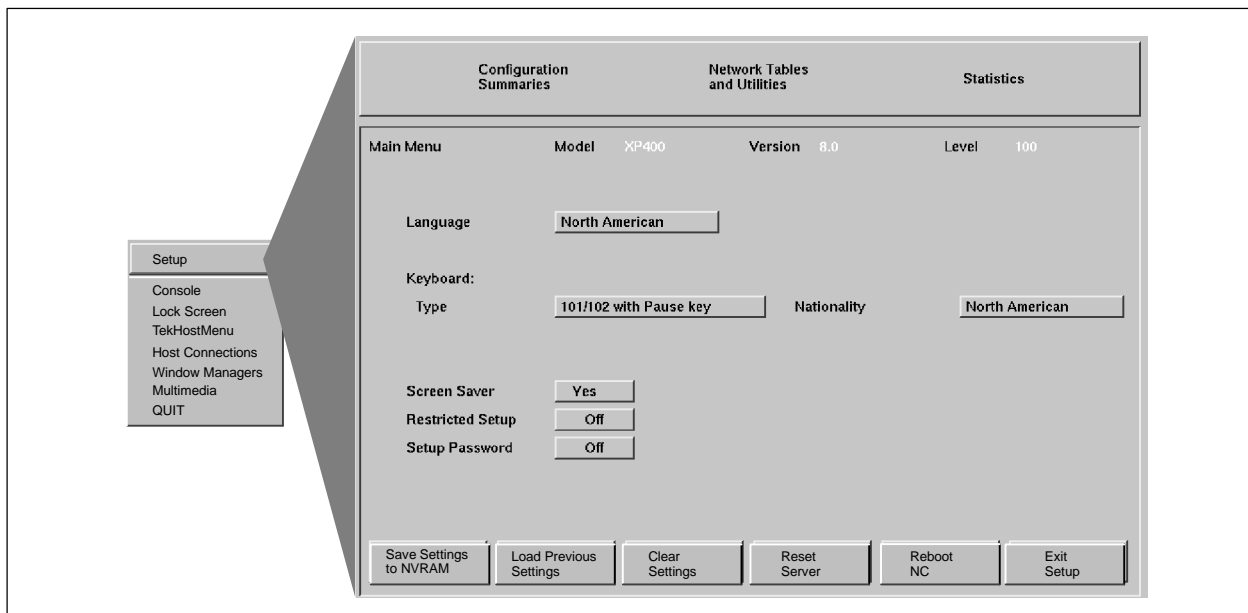 Configuration Summaries
Network Tables and Utilities
Statistics
Main Menu Model XP400 Version 8.0 Level 100
Language North American
Keyboard:
Type 101/102 with Pause key Nationality North American
Screen Saver Yes
Restricted Setup Off
Setup Password Off
Save Settings to NVRAM
Load Previous Settings
Clear Settings
Reset Server
Reboot NC
Exit Setup
Setup
Console
Lock Screen
TekHostMenu
Host Connections
Window Managers
Multimedia
QUIT